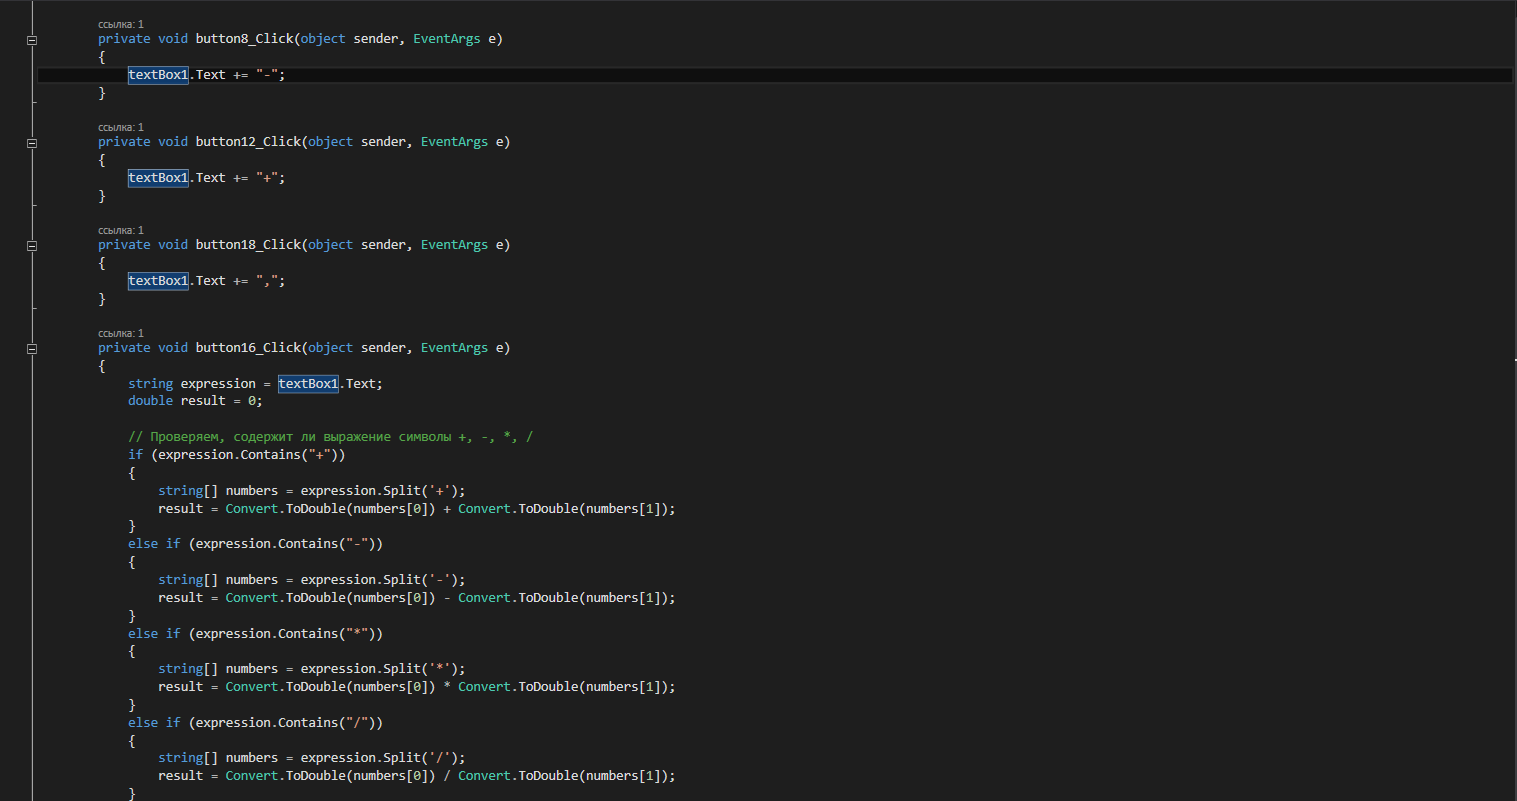 ссылка: 1
private void button8_Click(object sender, EventArgs e)
{
textBox1.Text += "-";
}
ссылка: 1
private void button12_Click(object sender, EventArgs e)
{
textBox1.Text += "+";
}
ссылка: 1
private void button18_Click(object sender, EventArgs e)
{
textBox1.Text += ",";
}
ссылка: 1
private void button16_Click(object sender, EventArgs e)
{
string expression = textBox1.Text;
double result = 0;
// Проверяем, содержит ли выражение символы +, -, *, /
if (expression.Contains("+"))
{
string[] numbers = expression.Split('+');
result = Convert.ToDouble(numbers[0]) + Convert.ToDouble(numbers[1]);
}
else if (expression.Contains("-"))
{
string[] numbers = expression.Split('-');
result = Convert.ToDouble(numbers[0]) - Convert.ToDouble(numbers[1]);
}
else if (expression.Contains("*"))
{
string[] numbers = expression.Split('*');
result = Convert.ToDouble(numbers[0]) * Convert.ToDouble(numbers[1]);
}
else if (expression.Contains("/"))
{
string[] numbers = expression.Split('/');
result = Convert.ToDouble(numbers[0]) / Convert.ToDouble(numbers[1]);
}